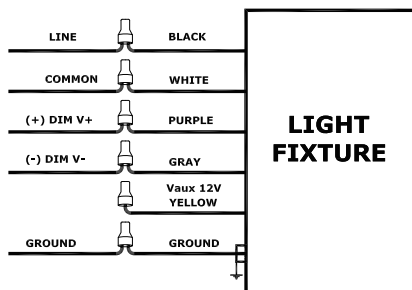 LINE BLACK
COMMON WHITE
(+) DIM V+ PURPLE
(-) DIM V- GRAY
Vaux 12V
YELLOW
GROUND GROUND
LIGHT
FIXTURE